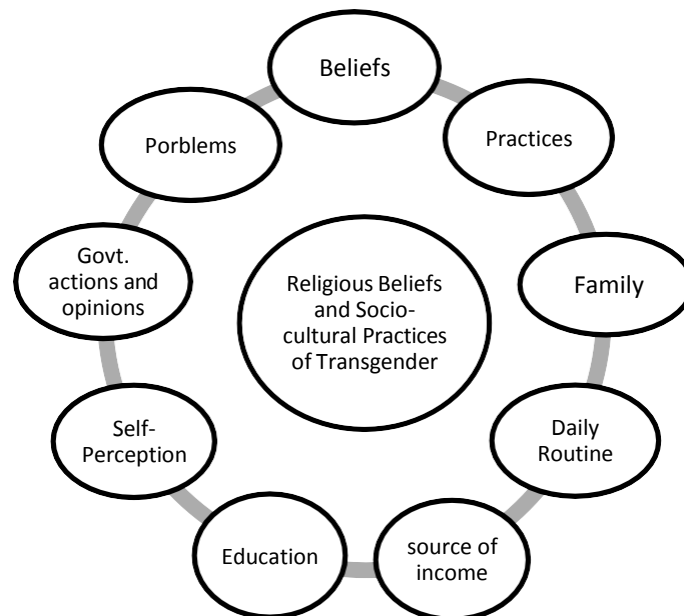 Beliefs
Practices
Family
Daily
Routine
source of
income
Education
Self-
Perception
Govt.
actions and
opinions
Porblems
Religious Beliefs
and Socio-
cultural Practices
of Transgender